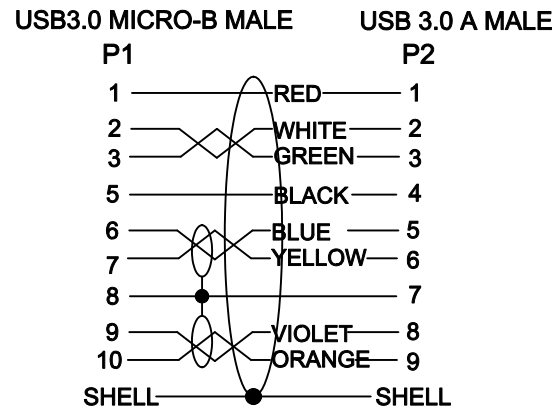 USB3.0 MICRO-B MALE USB 3.0 A MALE
P1 P2
1 RED 1
2 WHITE 2
3 GREEN 3
5 BLACK 4
6 BLUE 5
7 YELLOW 6
8 7
9 VIOLET 8
10 ORANGE 9
SHELL SHELL